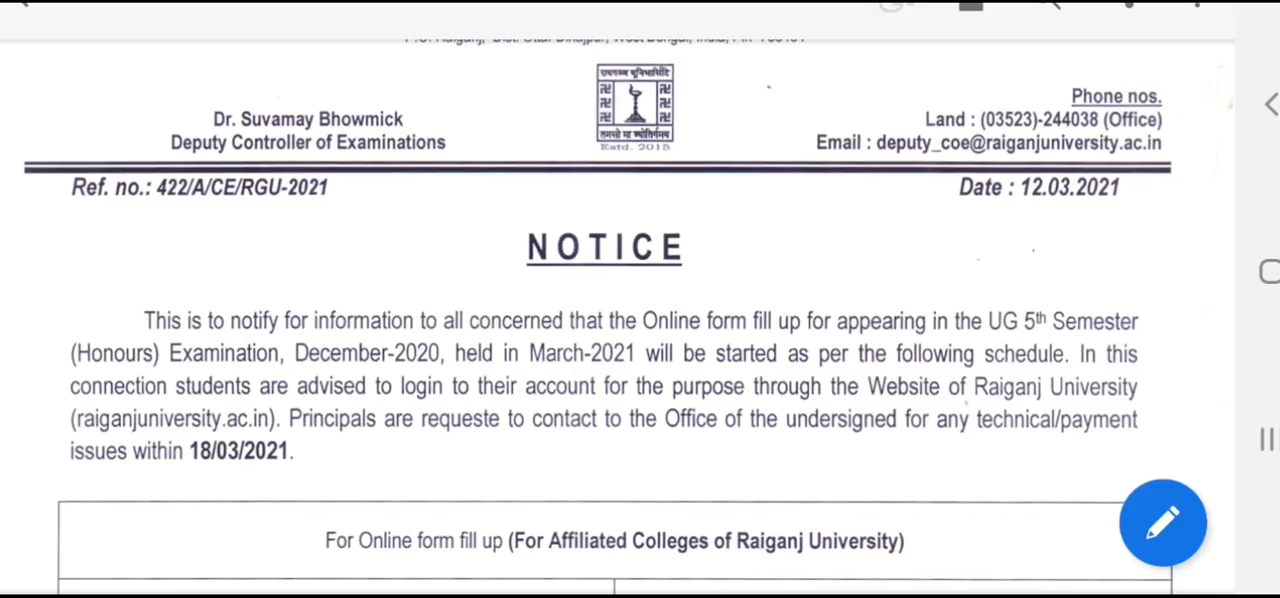 Dr. Suvamay Bhowmick
Deputy Controller of Examinations
রায়গঞ্জ ইউনিভার্সিটি
तमसो मा ज्योतिर्गमय
Estd. 2015
Phone nos.
Land : (03523)-244038 (Office)
Email : deputy_coe@raiganjuniversity.ac.in
Ref. no.: 422/A/CE/RGU-2021
Date : 12.03.2021
NOTICE
This is to notify for information to all concerned that the Online form fill up for appearing in the UG 5th Semester
(Honours) Examination, December-2020, held in March-2021 will be started as per the following schedule. In this
connection students are advised to login to their account for the purpose through the Website of Raiganj University
(raiganjuniversity.ac.in). Principals are requeste to contact to the Office of the undersigned for any technical/payment
issues within 18/03/2021.
For Online form fill up (For Affiliated Colleges of Raiganj University)